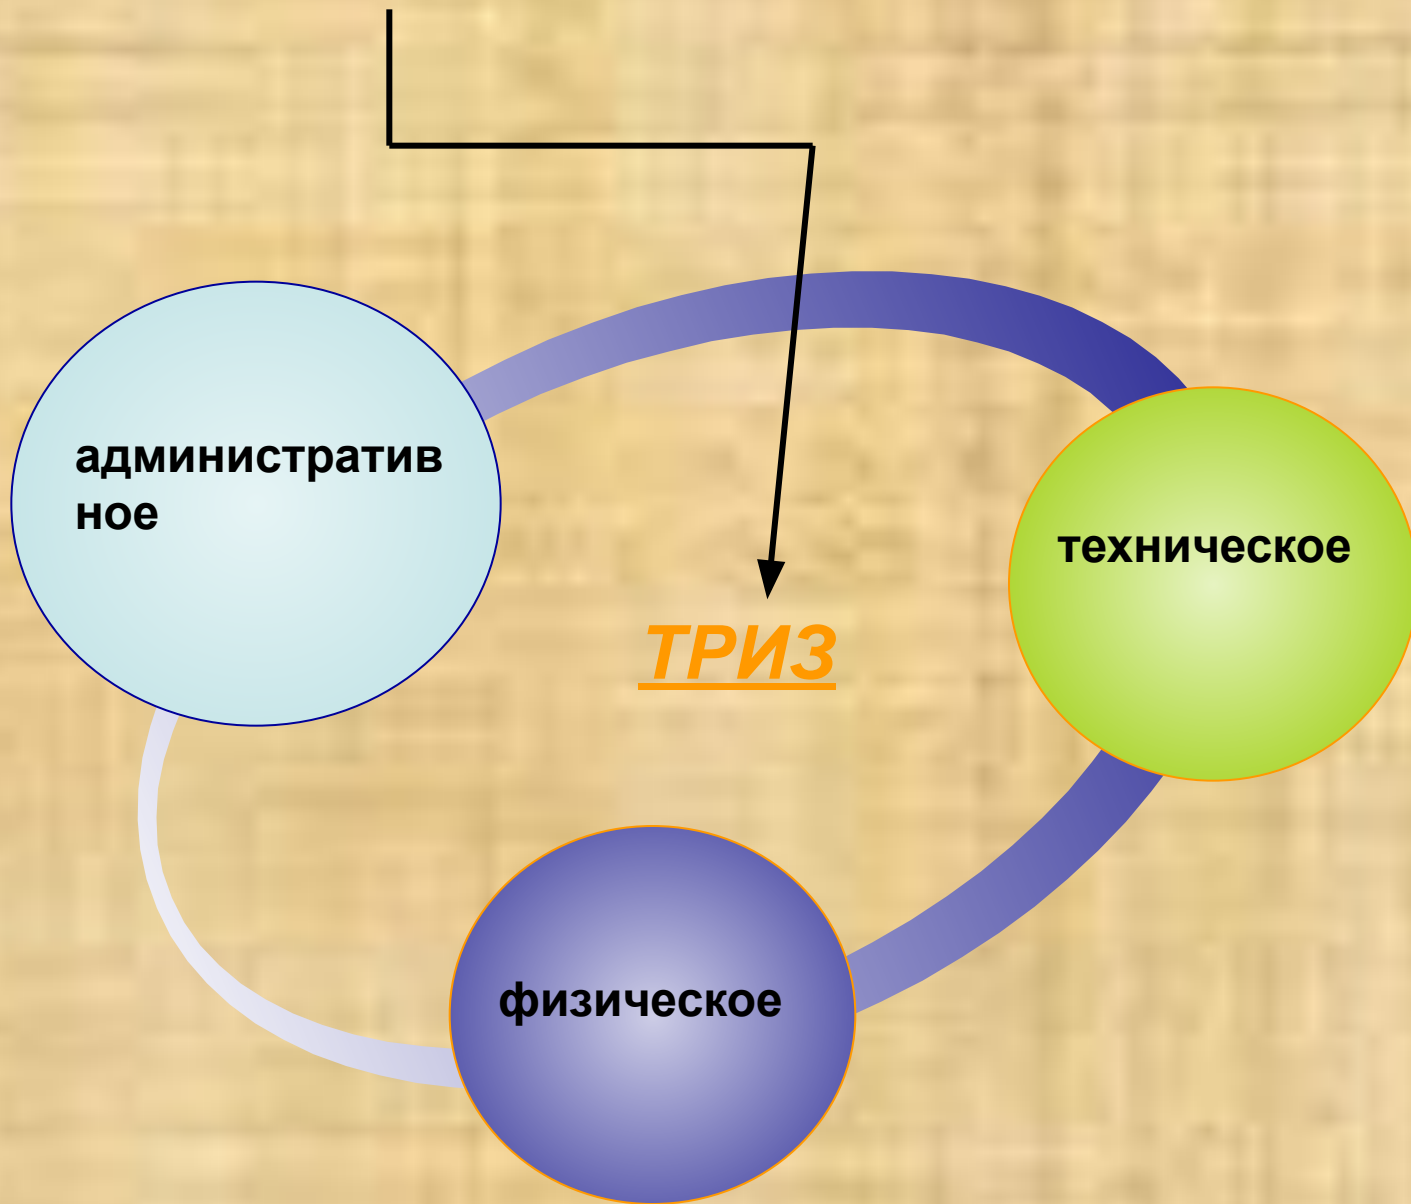 административ
ное
техническое
ТРИЗ
физическое